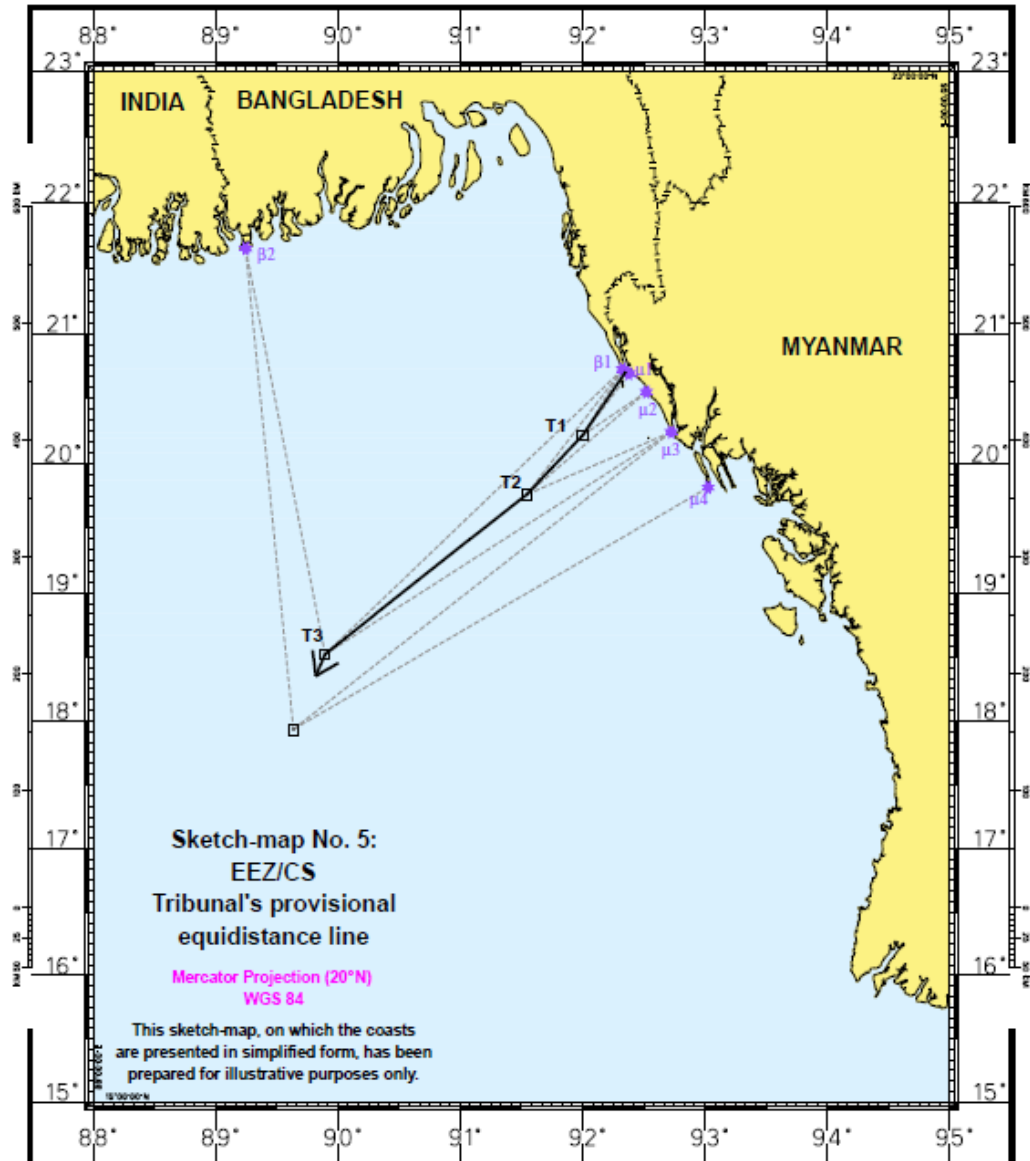 88° 89° 90° 91° 92° 93° 94° 95°
23° 23°
INDIA BANGLADESH
22° 22°
β2
21° 21°
MYANMAR
β1 μ1
μ2
T1
μ3
20° 20°
T2
μ4
19° 19°
T3
18° 18°
Sketch-map No. 5:
17° 17°
EEZ/CS
Tribunal's provisional
equidistance line
16° 16°
Mercator Projection (20°N)
WGS 84
This sketch-map, on which the coasts
are presented in simplified form, has been
prepared for illustrative purposes only.
15°00'00"N
15° 15°
88° 89° 90° 91° 92° 93° 94° 95°